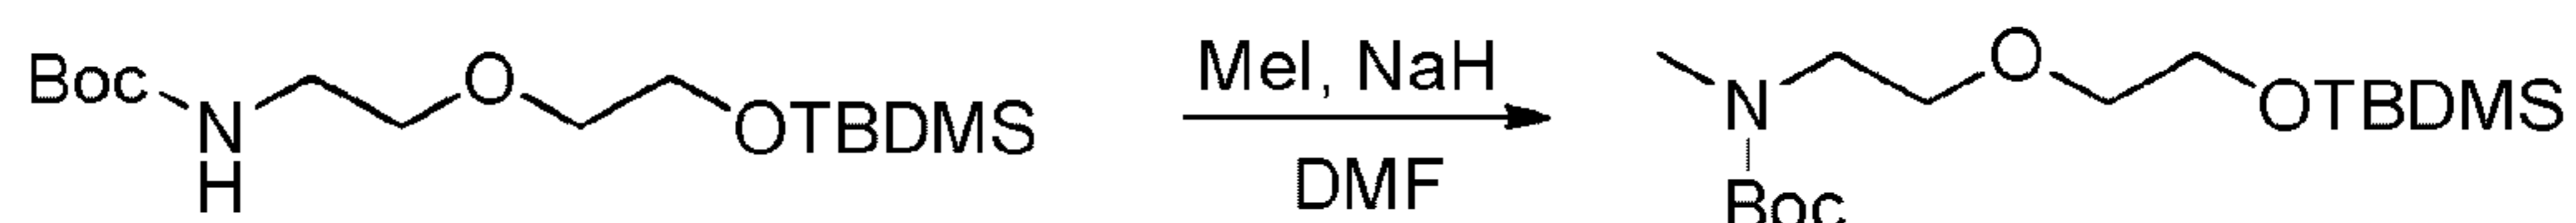 Boc
N
H
O
OTBDMS
MeI, NaH
DMF
N
Boc
O
OTBDMS